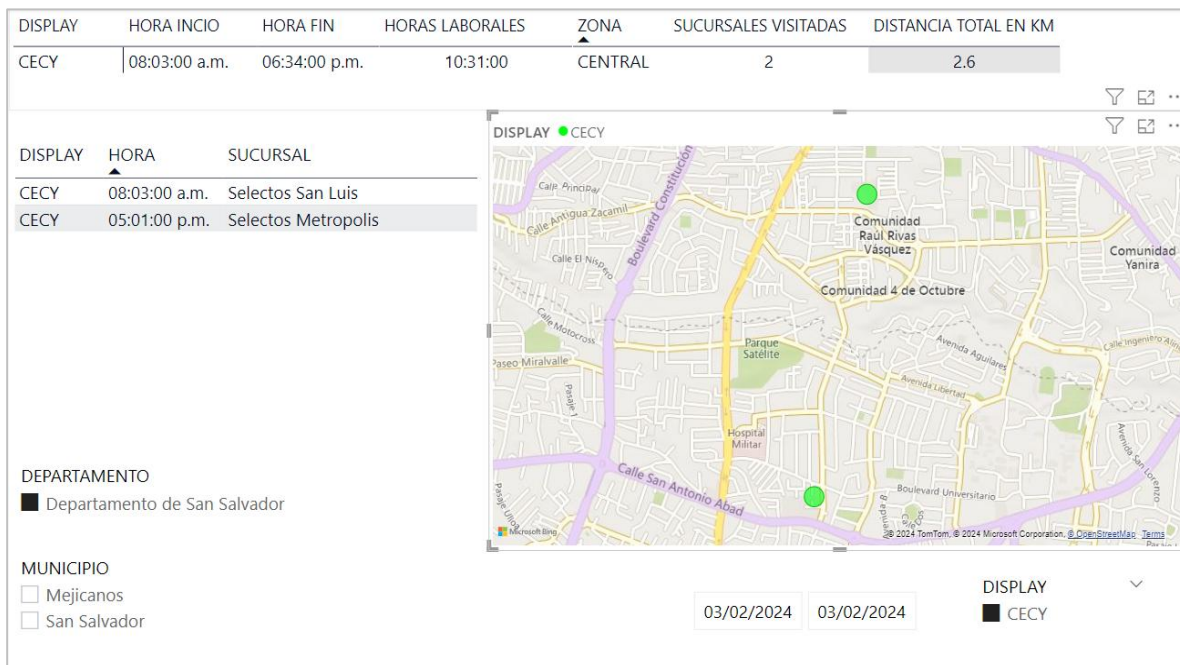 DISPLAY HORA INCIO HORA FIN HORAS LABORALES ZONA SUCURSALES VISITADAS DISTANCIA TOTAL EN KM
CECY 08:03:00 a.m. 06:34:00 p.m. 10:31:00 CENTRAL 2 2.6
DISPLAY CECY
DISPLAY HORA SUCURSAL
CECY 08:03:00 a.m. Selectos San Luis
CECY 05:01:00 p.m. Selectos Metropolis
Calle Principal
Boulevard Constitución
Calle Antigua Zacamil
Comunidad
Raúl Rivas
Vásquez
Comunidad
Yanira
Calle El Níspero
Comunidad 4 de Octubre
Calle Motocross
Parque
Satélite
Avenida Aguilares
Paseo Miralvalle
Avenida Libertad
Pasaje 1
Hospital
Militar
Calle San Antonio Abad
Boulevard Universitario
Avenida San Lorenzo
Microsoft Bing
© 2024 TomTom, © 2024 Microsoft Corporation, © OpenStreetMap Terms
DEPARTAMENTO
Departamento de San Salvador
MUNICIPIO
Mejicanos
San Salvador
03/02/2024 03/02/2024
DISPLAY
CECY